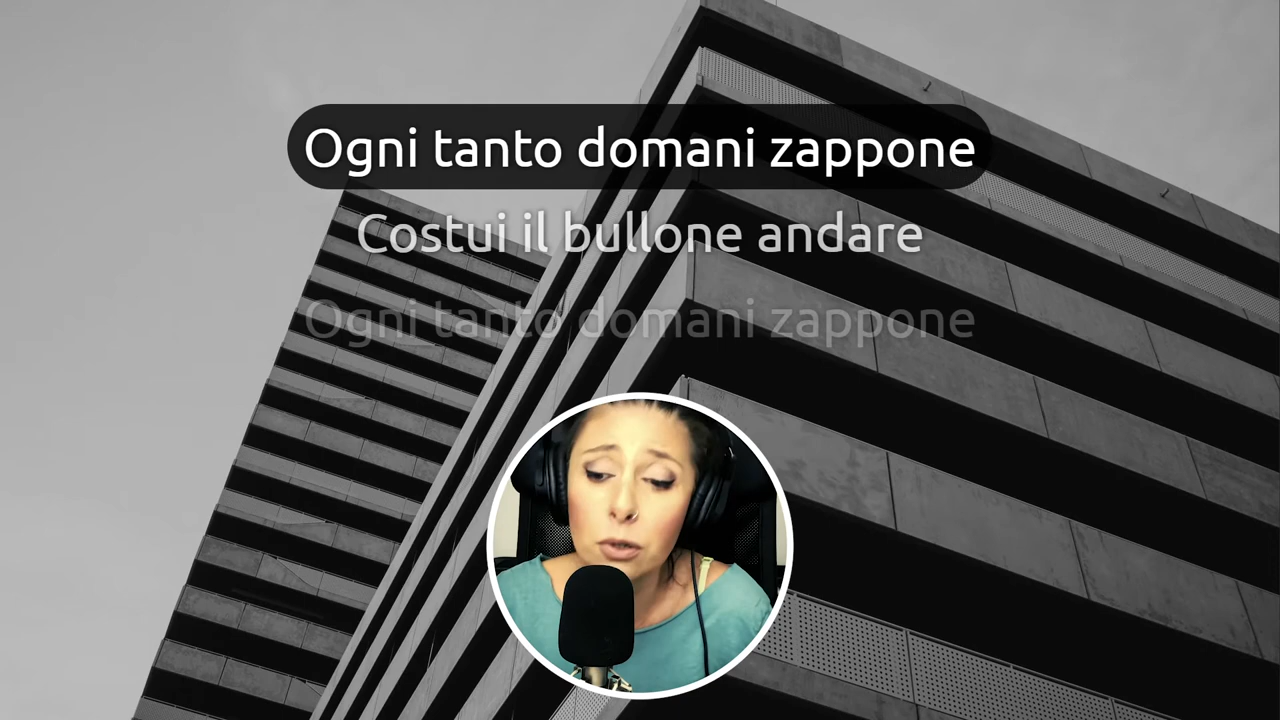 Ogni tanto domani zappone
Costui il bullone andare
Ogni tanto domani zappone